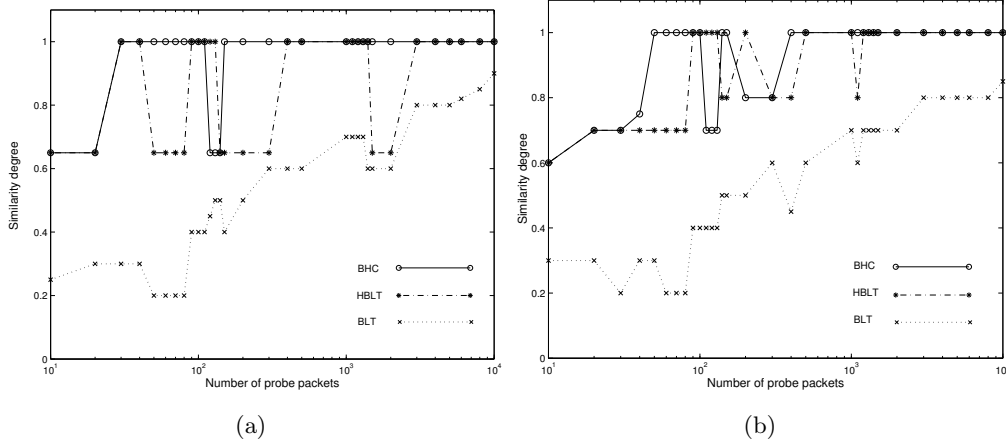 1
0.8
0.6
0.4
0.2
0
Similarity degree
BHC
HBLT
BLT
10^1
10^2
10^3
10^4
Number of probe packets
(a)
1
0.8
0.6
0.4
0.2
0
Similarity degree
BHC
HBLT
BLT
10^1
10^2
10^3
10^4
Number of probe packets
(b)